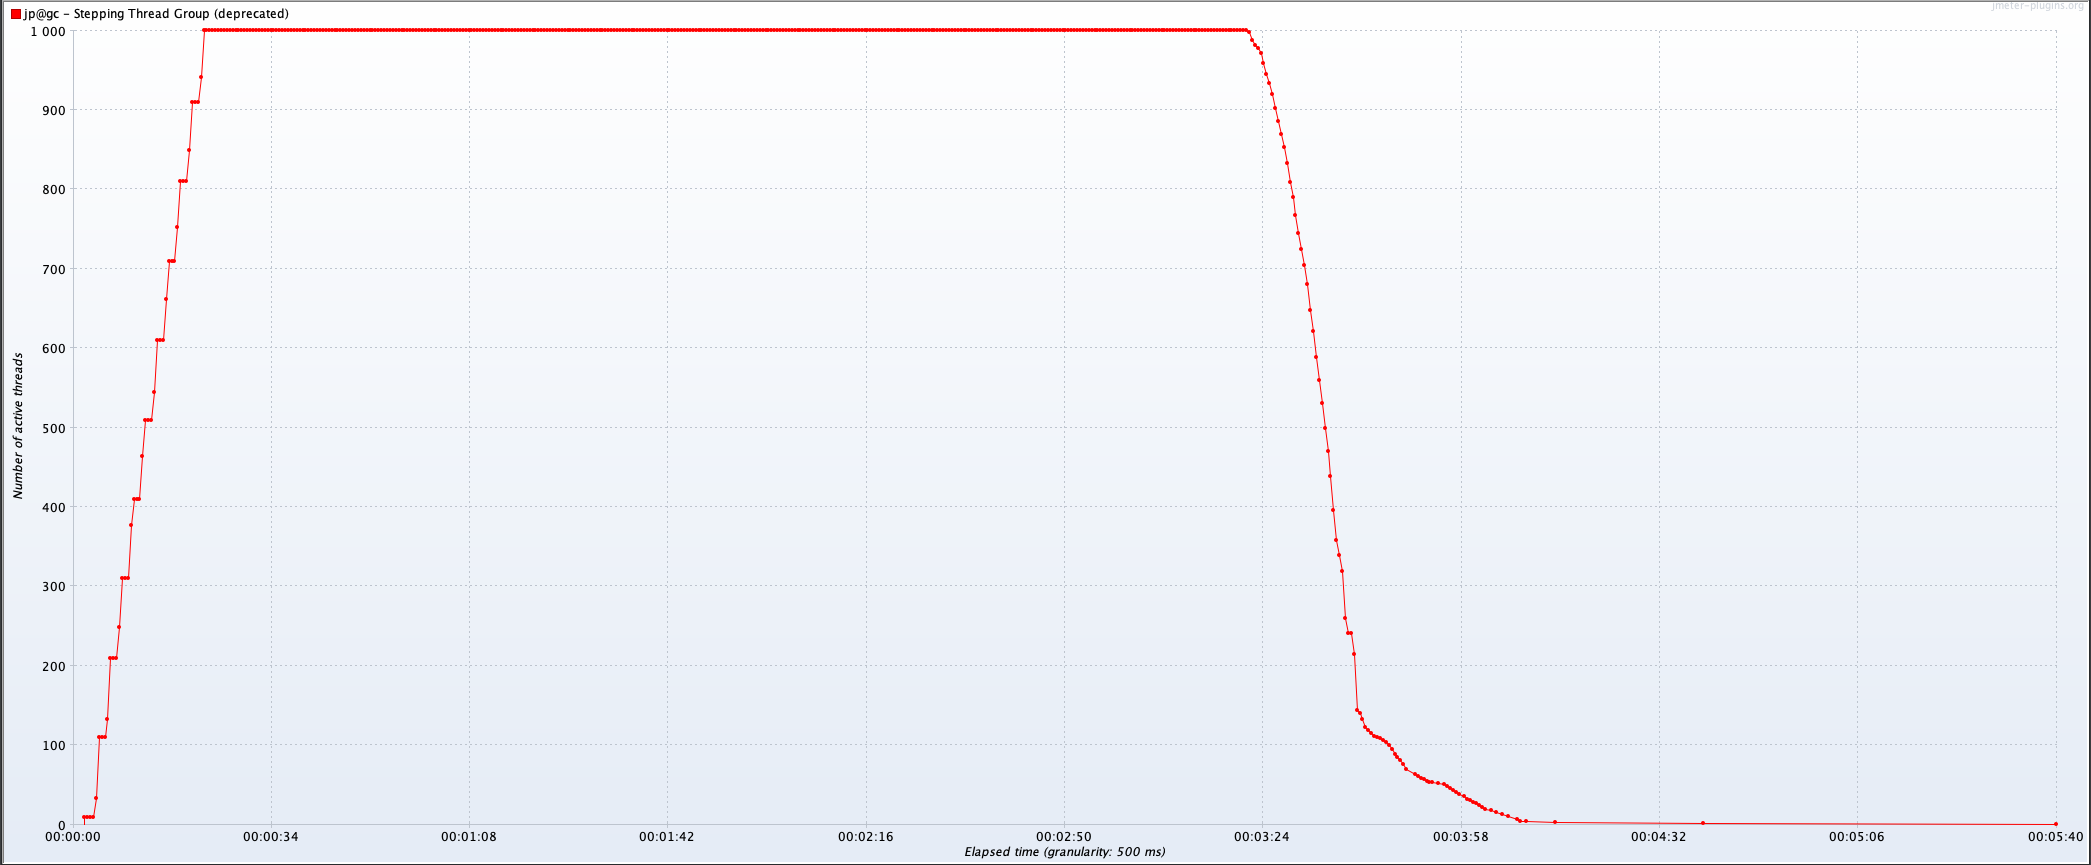 jp@gc - Stepping Thread Group (deprecated)
jmeter-plugins.org
1 000
900
800
700
600
500
400
300
200
100
0
Number of active threads
00:00:00 00:00:34 00:01:08 00:01:42 00:02:16 00:02:50 00:03:24 00:03:58 00:04:32 00:05:06 00:05:40
Elapsed time (granularity: 500 ms)